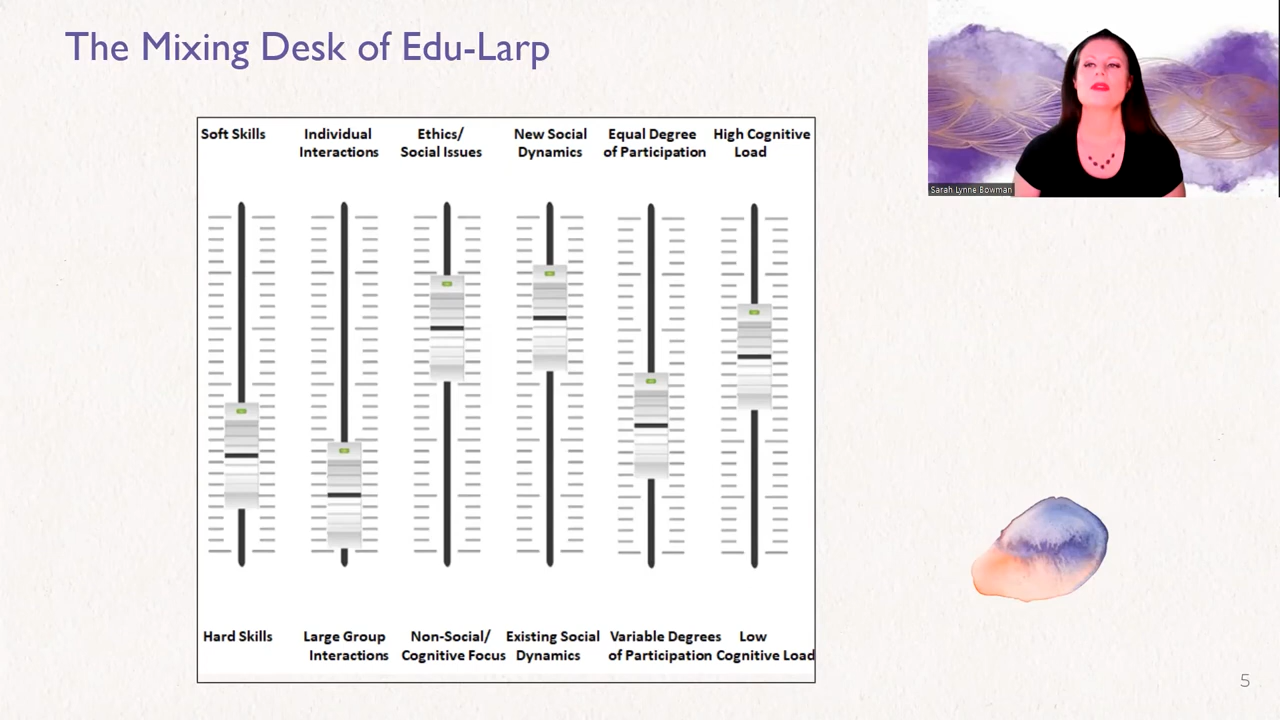 The Mixing Desk of Edu-Larp
Sarah Lynne Bowman
Soft Skills
Individual
Interactions
Ethics/
Social Issues
New Social
Dynamics
Equal Degree
of Participation
High Cognitive
Load
Hard Skills
Large Group
Interactions
Non-Social/
Cognitive Focus
Existing Social
Dynamics
Variable Degrees
of Participation
Low
Cognitive Load
5